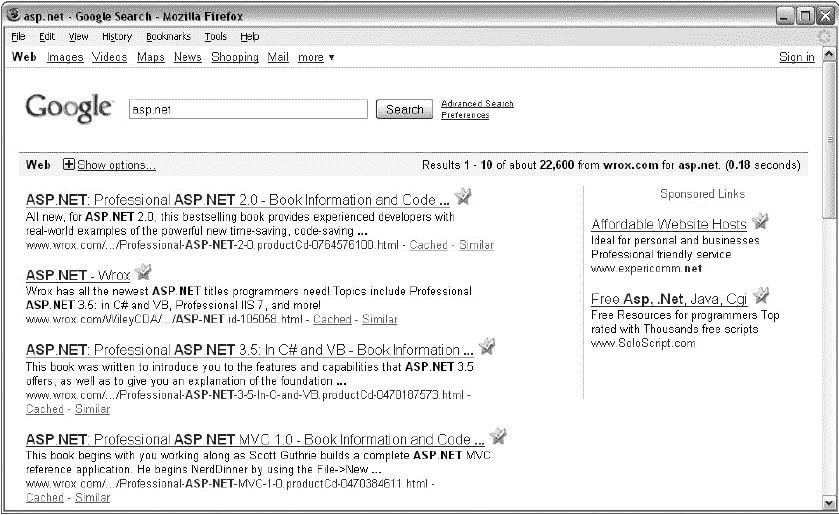 asp.net - Google Search - Mozilla Firefox
File Edit View History Bookmarks Tools Help
Web Images Videos Maps News Shopping Mail more ▼ Sign in
Google asp.net Search Advanced Search
Preferences
Web Show options... Results 1 - 10 of about 22,600 from wrox.com for asp.net. (0.18 seconds)
ASP.NET: Professional ASP.NET 2.0 - Book Information and Code ...
All new, for ASP.NET 2.0, this bestselling book provides experienced developers with
real-world examples of the powerful new time-saving, code-saving ...
www.wrox.com/.../Professional-ASP-NET-2-0.productCd-0764576100.html - Cached - Similar
ASP.NET - Wrox
Wrox has all the newest ASP.NET titles programmers need! Topics include Professional
ASP.NET 3.5: in C# and VB, Professional IIS 7, and more!
www.wrox.com/WileyCDA/.../ASP-NET.id-105058.html - Cached - Similar
ASP.NET: Professional ASP.NET 3.5: In C# and VB - Book Information ...
This book was written to introduce you to the features and capabilities that ASP.NET 3.5
offers, as well as to give you an explanation of the foundation ...
www.wrox.com/.../Professional-ASP-NET-3-5-In-C-and-VB.productCd-0470187573.html -
Cached - Similar
ASP.NET: Professional ASP.NET MVC 1.0 - Book Information and Code ...
This book begins with you working along as Scott Guthrie builds a complete ASP.NET MVC
reference application. He begins NerdDinner by using the File->New ...
www.wrox.com/.../Professional-ASP-NET-MVC-1-0.productCd-0470384611.html -
Cached - Similar
Sponsored Links
Affordable Website Hosts
Ideal for personal and businesses
Professional friendly service
www.expericomm.net
Free Asp, .Net, Java, Cgi
Free Resources for programmers Top
rated with Thousands free scripts
www.SoloScript.com